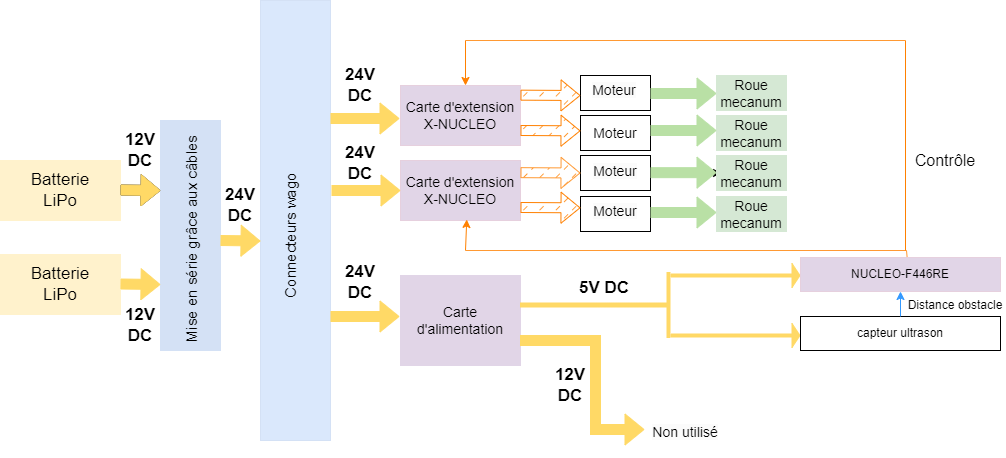 Batterie
LiPo
12V
DC
Batterie
LiPo
12V
DC
Mise en série grâce aux câbles
24V
DC
Connecteurs wago
24V
DC
Carte d'extension
X-NUCLEO
24V
DC
Carte d'extension
X-NUCLEO
Moteur
Roue
mecanum
Moteur
Roue
mecanum
Moteur
Roue
mecanum
Moteur
Roue
mecanum
Contrôle
24V
DC
Carte
d'alimentation
5V DC
NUCLEO-F446RE
Distance obstacle
capteur ultrason
12V
DC
Non utilisé